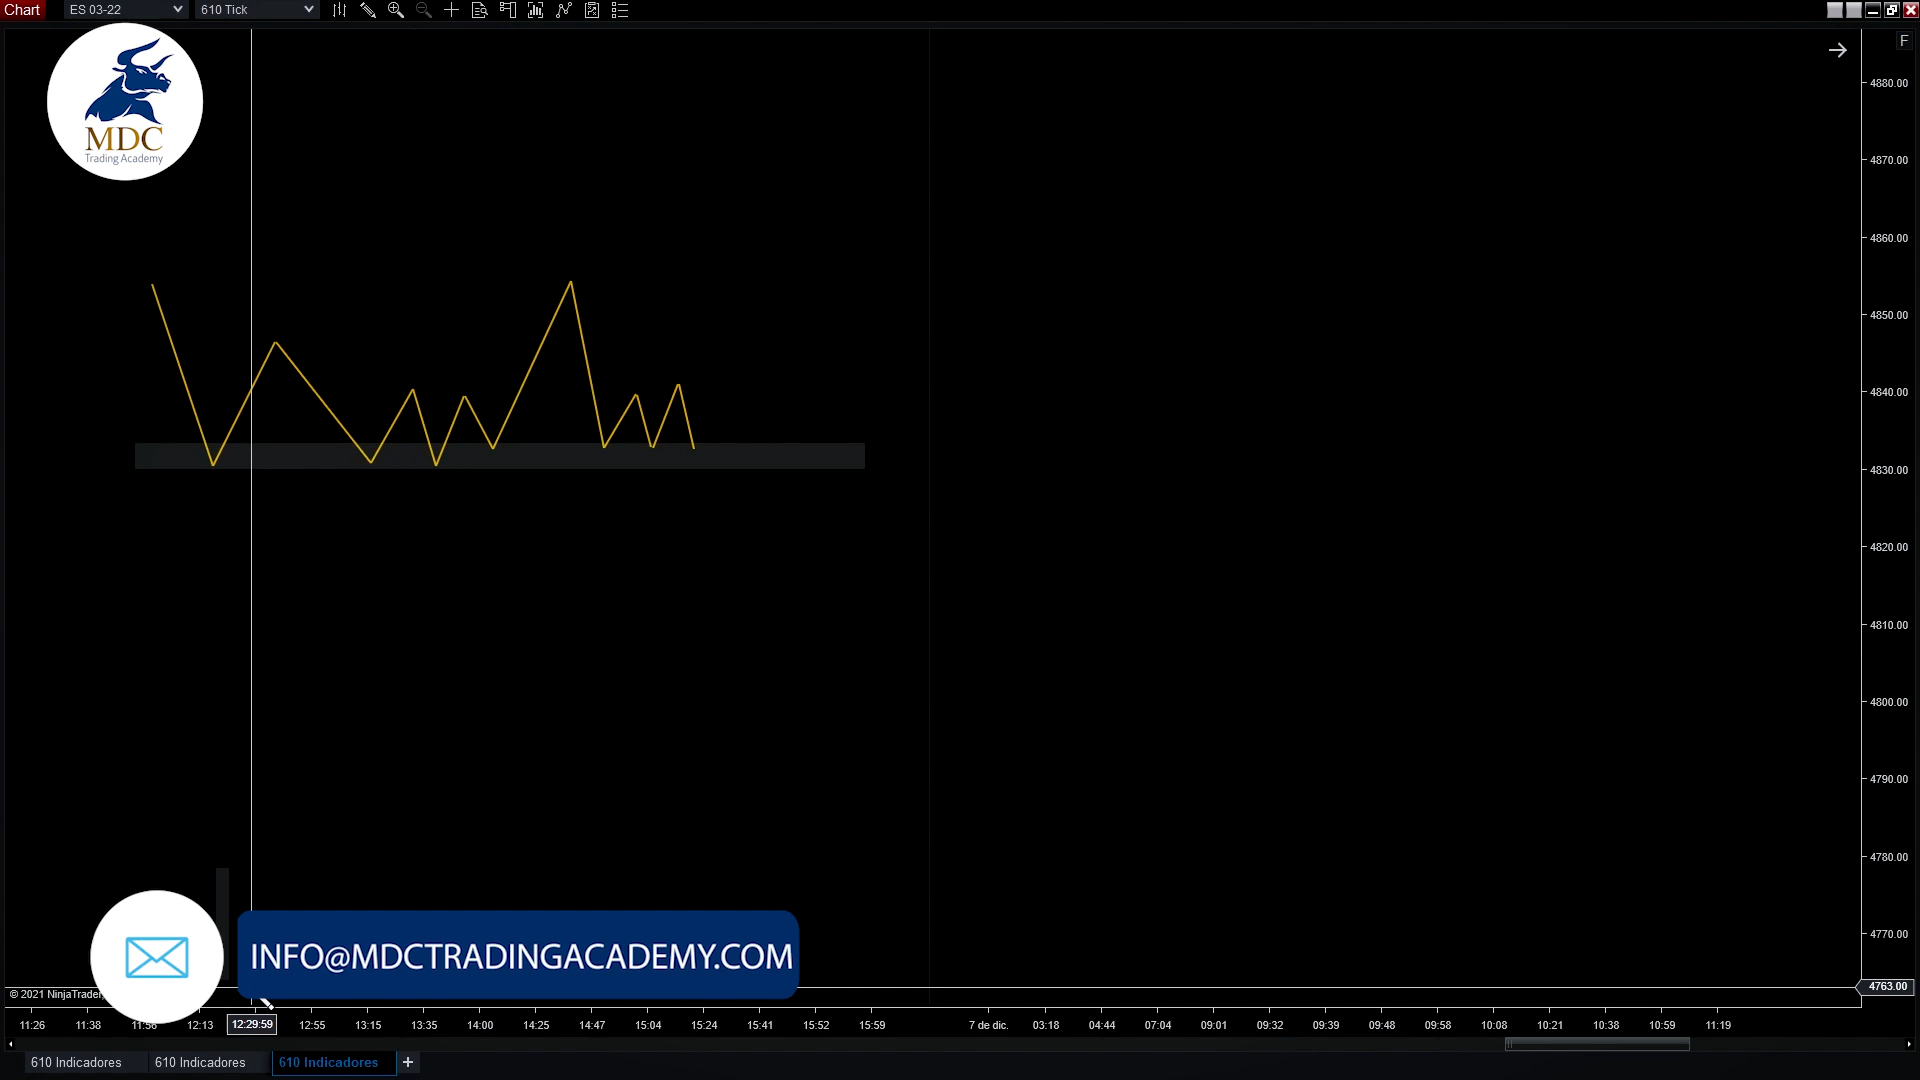 Chart
ES 03-22
610 Tick
F
MDC
Trading Academy
4880.00
4870.00
4860.00
4850.00
4840.00
4830.00
4820.00
4810.00
4800.00
4790.00
4780.00
4770.00
4763.00
INFO@MDCTRADINGACADEMY.COM
© 2021 NinjaTrader,
11:26 11:38 11:56 12:13 12:29:59 12:55 13:15 13:35 14:00 14:25 14:47 15:04 15:24 15:41 15:52 15:59 7 de dic. 03:18 04:44 07:04 09:01 09:32 09:39 09:48 09:58 10:08 10:21 10:38 10:59 11:19
610 Indicadores 610 Indicadores 610 Indicadores +